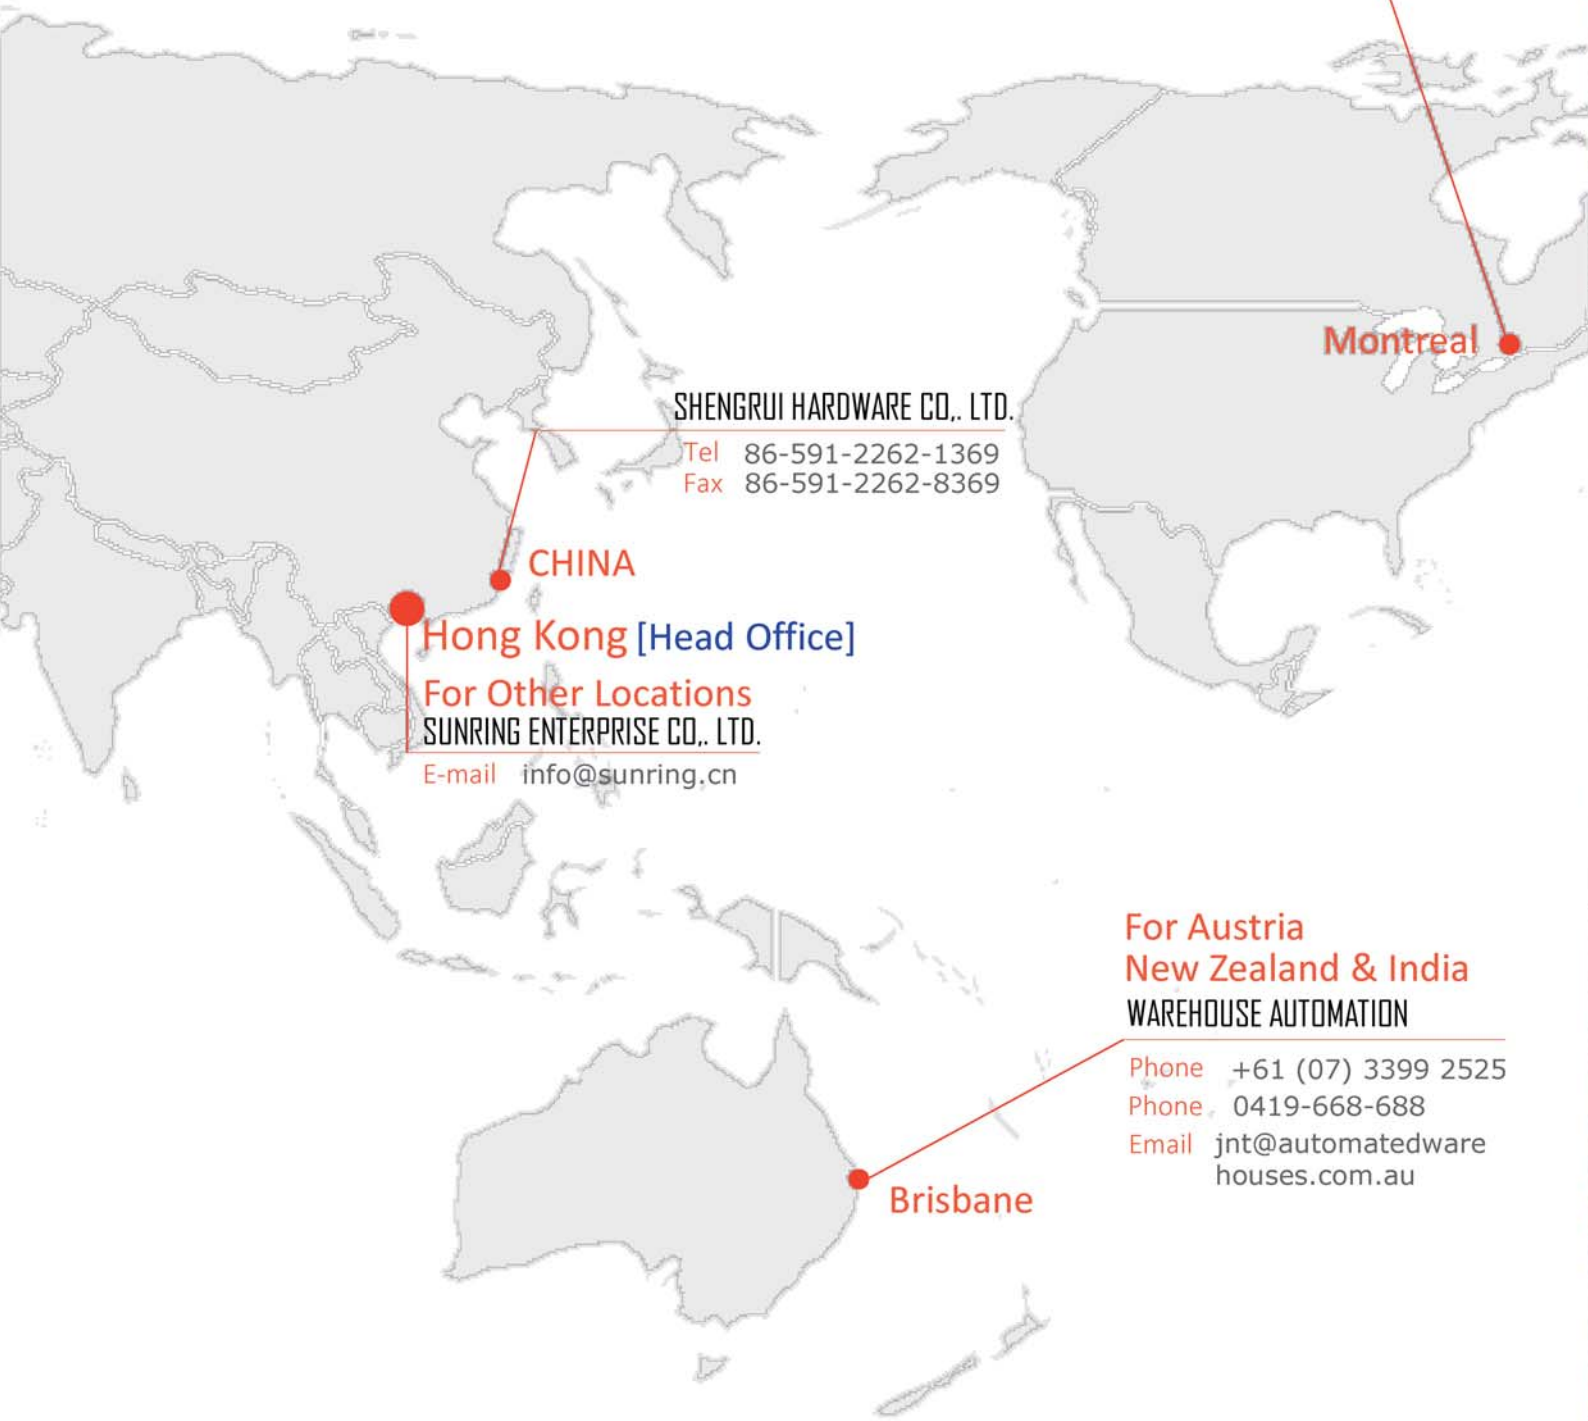 Montreal
SHENGRUI HARDWARE CO,. LTD.
Tel 86-591-2262-1369
Fax 86-591-2262-8369
CHINA
Hong Kong [Head Office]
For Other Locations
SUNRING ENTERPRISE CO,. LTD.
E-mail info@sunring.cn
For Austria
New Zealand & India
WAREHOUSE AUTOMATION
Phone +61 (07) 3399 2525
Phone 0419-668-688
Email jnt@automatedware
houses.com.au
Brisbane